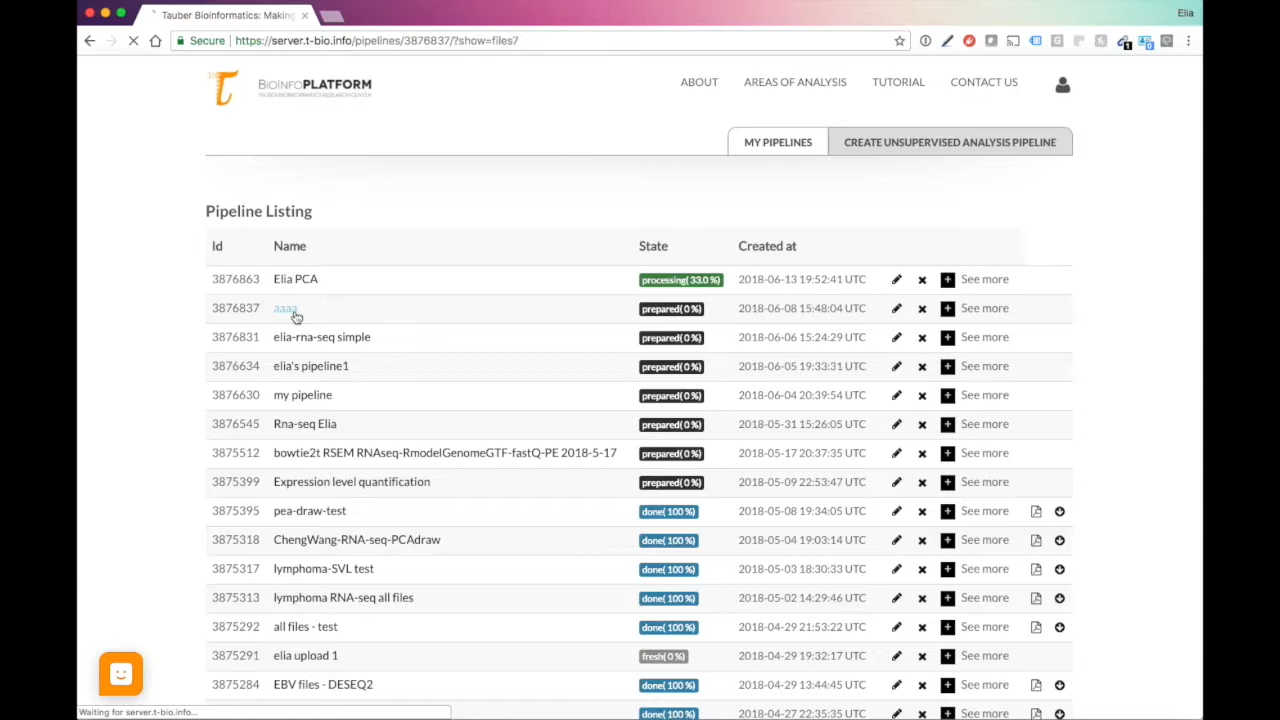 Elia
Tauber Bioinformatics: Making
Secure https://server.t-bio.info/pipelines/3876837/?show=files7
BIOINFOPLATFORM
TAUBER BIOINFORMATICS RESEARCH CENTER
ABOUT AREAS OF ANALYSIS TUTORIAL CONTACT US
MY PIPELINES CREATE UNSUPERVISED ANALYSIS PIPELINE
Pipeline Listing
Id Name State Created at
3876863 Elia PCA processing( 33.0 %) 2018-06-13 19:52:41 UTC See more
3876837 aaaa prepared( 0 %) 2018-06-08 15:48:04 UTC See more
3876831 elia-rna-seq simple prepared( 0 %) 2018-06-06 15:24:29 UTC See more
3876634 elia's pipeline1 prepared( 0 %) 2018-06-05 19:33:31 UTC See more
3876630 my pipeline prepared( 0 %) 2018-06-04 20:39:54 UTC See more
3876545 Rna-seq Elia prepared( 0 %) 2018-05-31 15:26:05 UTC See more
3875512 bowtie2t RSEM RNAseq-RmodelGenomeGTF-fastQ-PE 2018-5-17 prepared( 0 %) 2018-05-17 20:37:35 UTC See more
3875399 Expression level quantification prepared( 0 %) 2018-05-09 22:53:47 UTC See more
3875395 pea-draw-test done( 100 %) 2018-05-08 19:34:05 UTC See more
3875318 ChengWang-RNA-seq-PCAdraw done( 100 %) 2018-05-04 19:03:14 UTC See more
3875317 lymphoma-SVL test done( 100 %) 2018-05-03 18:30:33 UTC See more
3875313 lymphoma RNA-seq all files done( 100 %) 2018-05-02 14:29:46 UTC See more
3875292 all files - test done( 100 %) 2018-04-29 21:53:22 UTC See more
3875291 elia upload 1 fresh( 0 %) 2018-04-29 19:32:17 UTC See more
3875284 EBV files - DESEQ2 done( 100 %) 2018-04-29 13:44:45 UTC See more
done( 100 %) 2018-04-27 22:35:35 UTC See more
Waiting for server.t-bio.info...